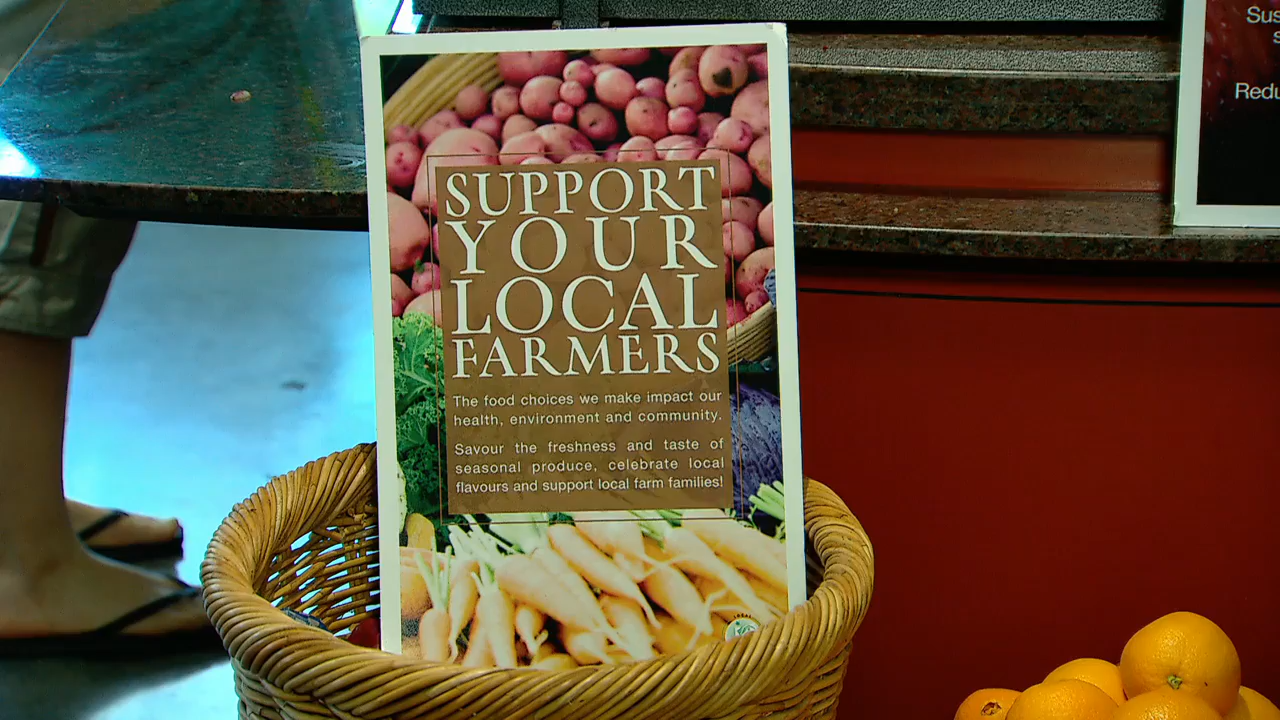 SUPPORT
YOUR
LOCAL
FARMERS
The food choices we make impact our
health, environment and community.
Savour the freshness and taste of
seasonal produce, celebrate local
flavours and support local farm families!